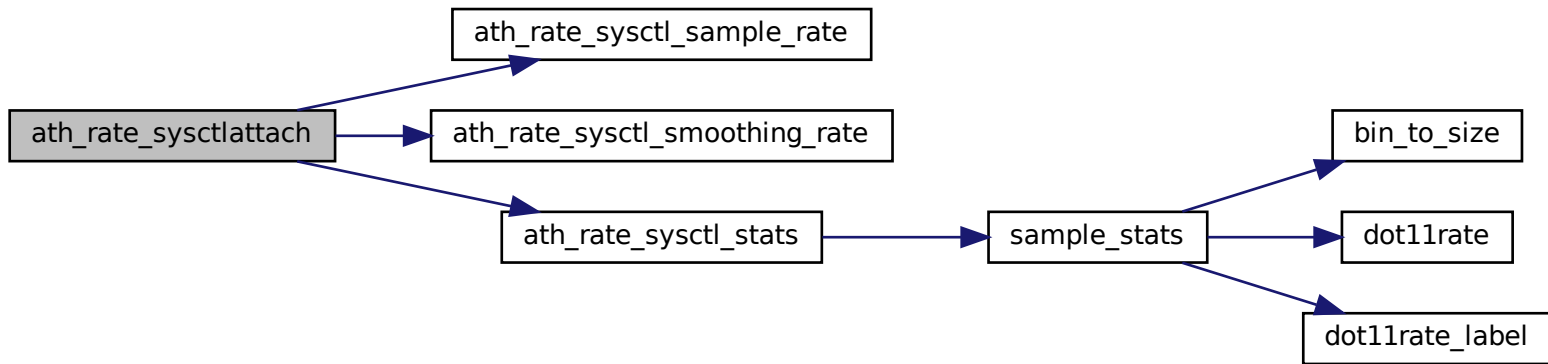 ath_rate_sysctl_sample_rate
ath_rate_sysctlattach
ath_rate_sysctl_smoothing_rate
bin_to_size
ath_rate_sysctl_stats
sample_stats
dot11rate
dot11rate_label